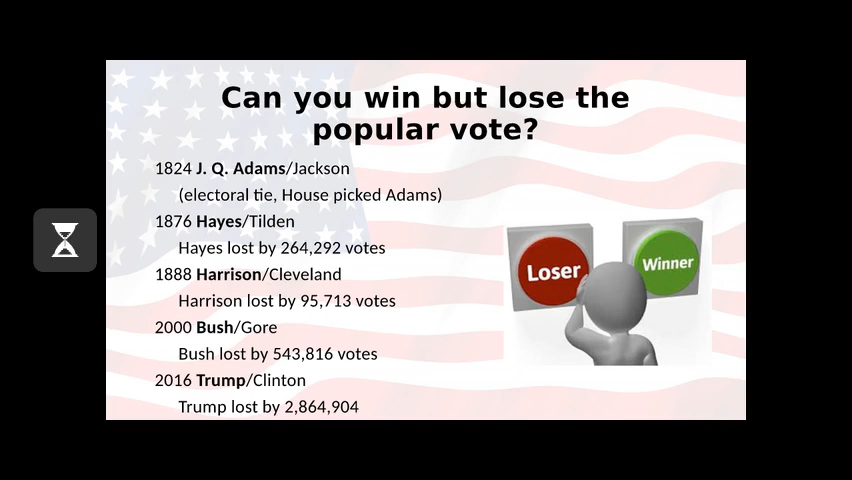 Can you win but lose the
popular vote?
1824 J. Q. Adams/Jackson
(electoral tie, House picked Adams)
1876 Hayes/Tilden
Hayes lost by 264,292 votes
1888 Harrison/Cleveland
Harrison lost by 95,713 votes
2000 Bush/Gore
Bush lost by 543,816 votes
2016 Trump/Clinton
Trump lost by 2,864,904
Loser
Winner